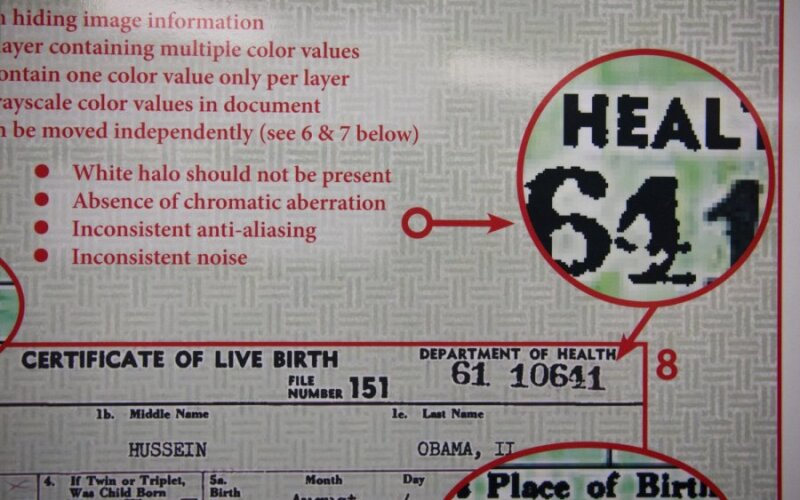 hiding image information
layer containing multiple color values
contain one color value only per layer
grayscale color values in document
be moved independently (see 6 & 7 below)
White halo should not be present
Absence of chromatic aberration
Inconsistent anti-aliasing
Inconsistent noise
HEAL
641
CERTIFICATE OF LIVE BIRTH
DEPARTMENT OF HEALTH
FILE
NUMBER 151
61 10641
8
1b. Middle Name
1c. Last Name
HUSSEIN
OBAMA, II
4. If Twin or Triplet,
Was Child Born
5a.
Birth
Month
Day
Place of Birth